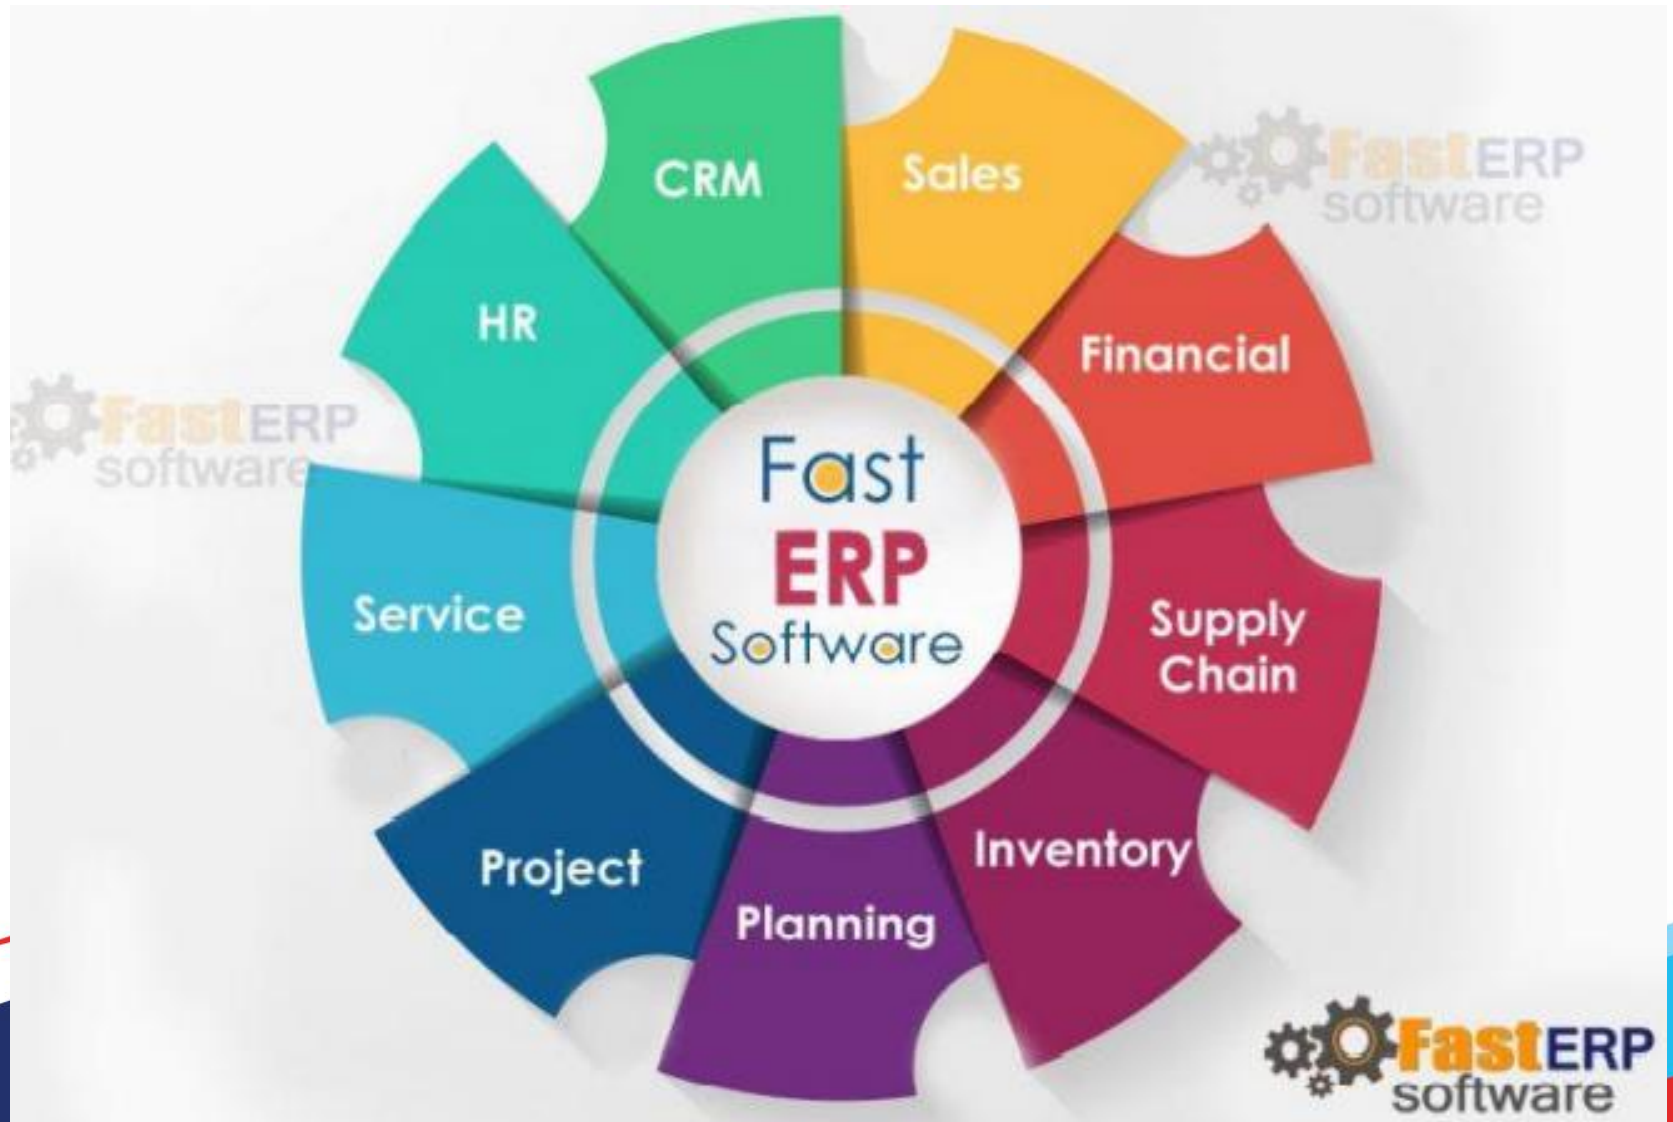 CRM
Sales
FastERP
software
HR
Financial
FastERP
software
Fast
ERP
Software
Service
Supply
Chain
Project
Planning
Inventory
FastERP
software